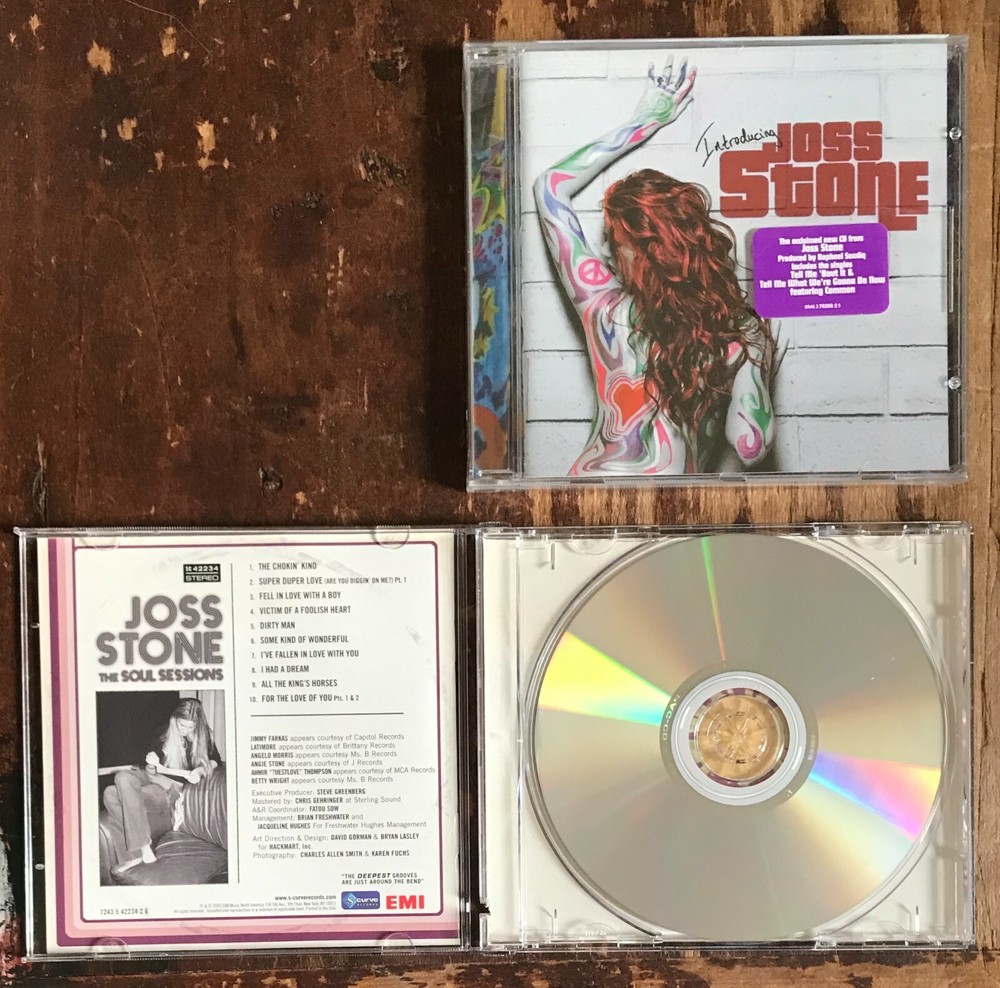 Introducing
JOSS
STONE
The acclaimed new CD from
Joss Stone
Produced by Raphael Saadiq
Includes the singles
Tell Me 'Bout It &
Tell Me What We're Gonna Do Now
featuring Common
42234
STEREO
JOSS
STONE
THE SOUL SESSIONS
1. THE CHOKIN' KIND
2. SUPER DUPER LOVE (ARE YOU DIGGIN' ON ME?) Pt. 1
3. FELL IN LOVE WITH A BOY
4. VICTIM OF A FOOLISH HEART
5. DIRTY MAN
6. SOME KIND OF WONDERFUL
7. I'VE FALLEN IN LOVE WITH YOU
8. I HAD A DREAM
9. ALL THE KING'S HORSES
10. FOR THE LOVE OF YOU Pts. 1 & 2
JIMMY FARKAS appears courtesy of Capitol Records
LATIMORE appears courtesy of Brittany Records
ANGELO MORRIS appears courtesy Ms. B Records
ANGIE STONE appears courtesy of J Records
AHMIR "?UESTLOVE" THOMPSON appears courtesy of MCA Records
BETTY WRIGHT appears courtesy Ms. B Records
Executive Producer: STEVE GREENBERG
Mastered by: CHRIS GEHRINGER at Sterling Sound
A&R Coordinator: FATOU SOW
Management: BRIAN FRESHWATER and
JACQUELINE HUGHES For Freshwater Hughes Management
Art Direction & Design: DAVID GORMAN & BRYAN LASLEY
for HACKMART, Inc.
Photography: CHARLES ALLEN SMITH & KAREN FUCHS
"THE DEEPEST GROOVES
ARE JUST AROUND THE BEND"
www.s-curverecords.com
S-curve
RECORDS
EMI
7243 5 42234 2 6